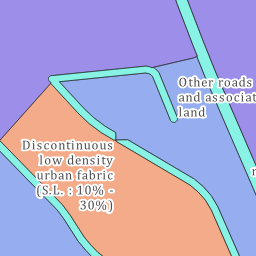 Other roads
and associat
land
Discontinuous
low density
urban fabric
(S.L. : 10% -
30%)